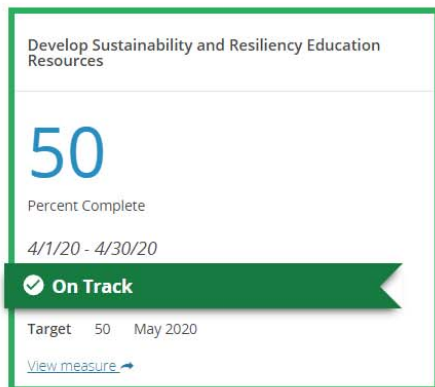 Develop Sustainability and Resiliency Education
Resources
50
Percent Complete
4/1/20 - 4/30/20
On Track
Target 50 May 2020
View measure